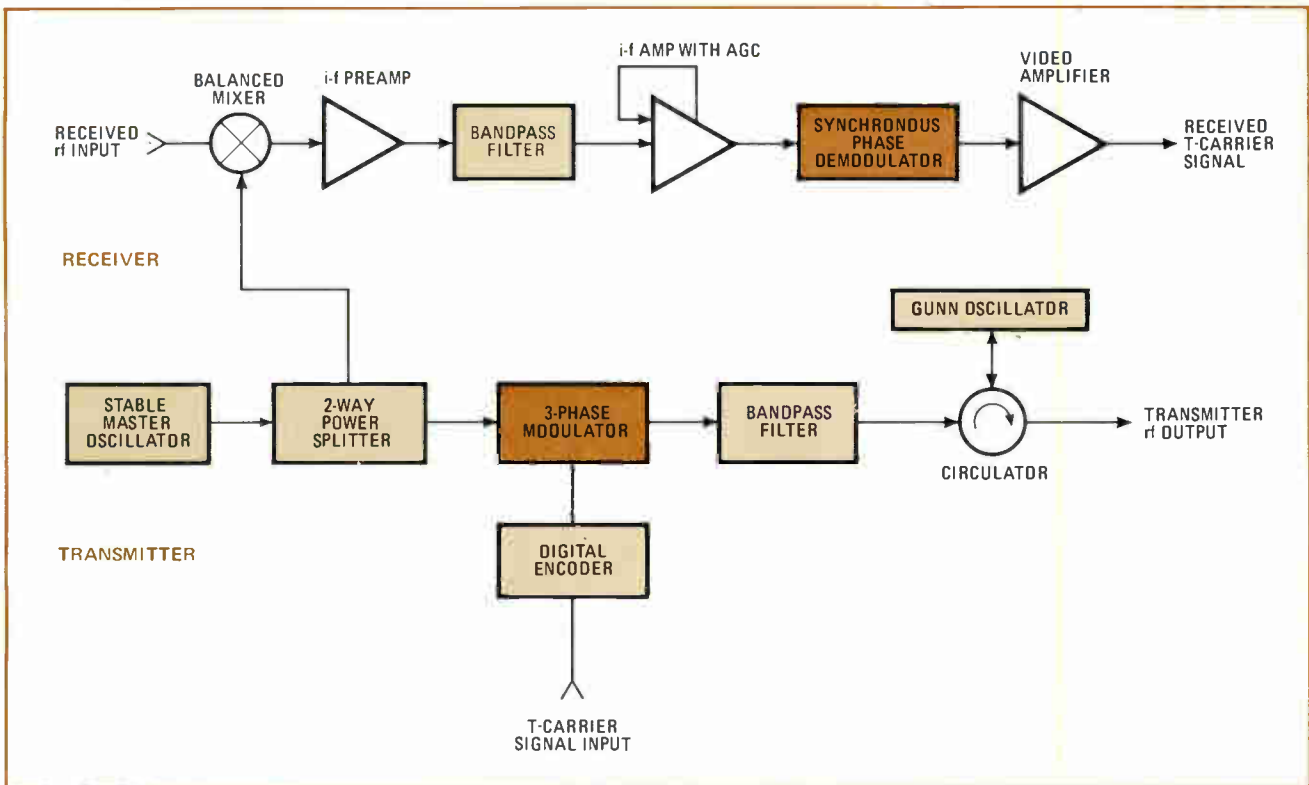 i-f AMP WITH AGC
VIDEO
AMPLIFIER
BALANCED
MIXER
i-f PREAMP
RECEIVED
rf INPUT
BANDPASS
FILTER
SYNCHRONOUS
PHASE
DEMODULATOR
RECEIVED
T-CARRIER
SIGNAL
RECEIVER
GUNN OSCILLATOR
STABLE
MASTER
OSCILLATOR
2-WAY
POWER
SPLITTER
3-PHASE
MODULATOR
BANDPASS
FILTER
TRANSMITTER
rf OUTPUT
CIRCULATOR
TRANSMITTER
DIGITAL
ENCODER
T-CARRIER
SIGNAL INPUT